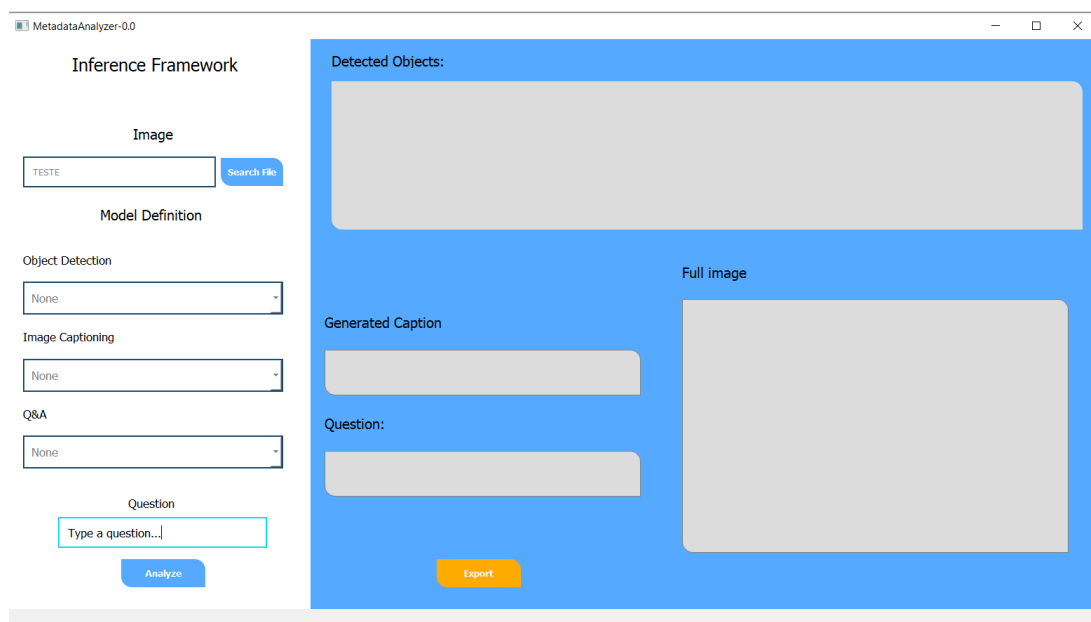 MetadataAnalyzer-0.0
Inference Framework
Image
TESTE
Search File
Model Definition
Object Detection
None
Image Captioning
None
Q&A
None
Question
Type a question...
Analyze
Detected Objects:
Full image
Generated Caption
Question:
Export